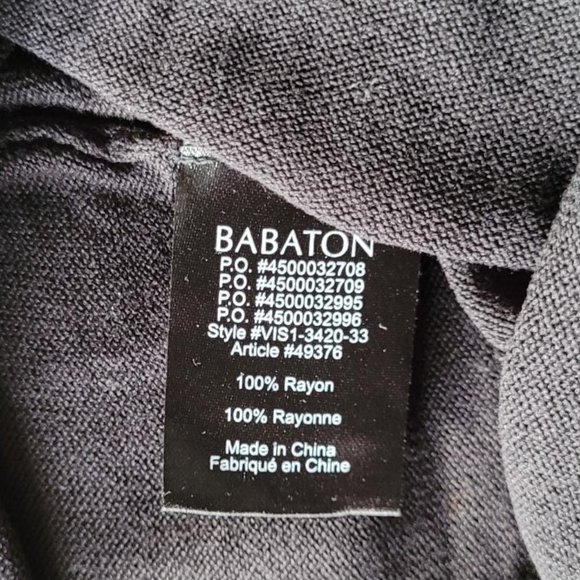 BABATON
P.O. #4500032708
P.O. #4500032709
P.O. #4500032995
P.O. #4500032996
Style #VIS1-3420-33
Article #49376
100% Rayon
100% Rayonne
Made in China
Fabriqué en Chine